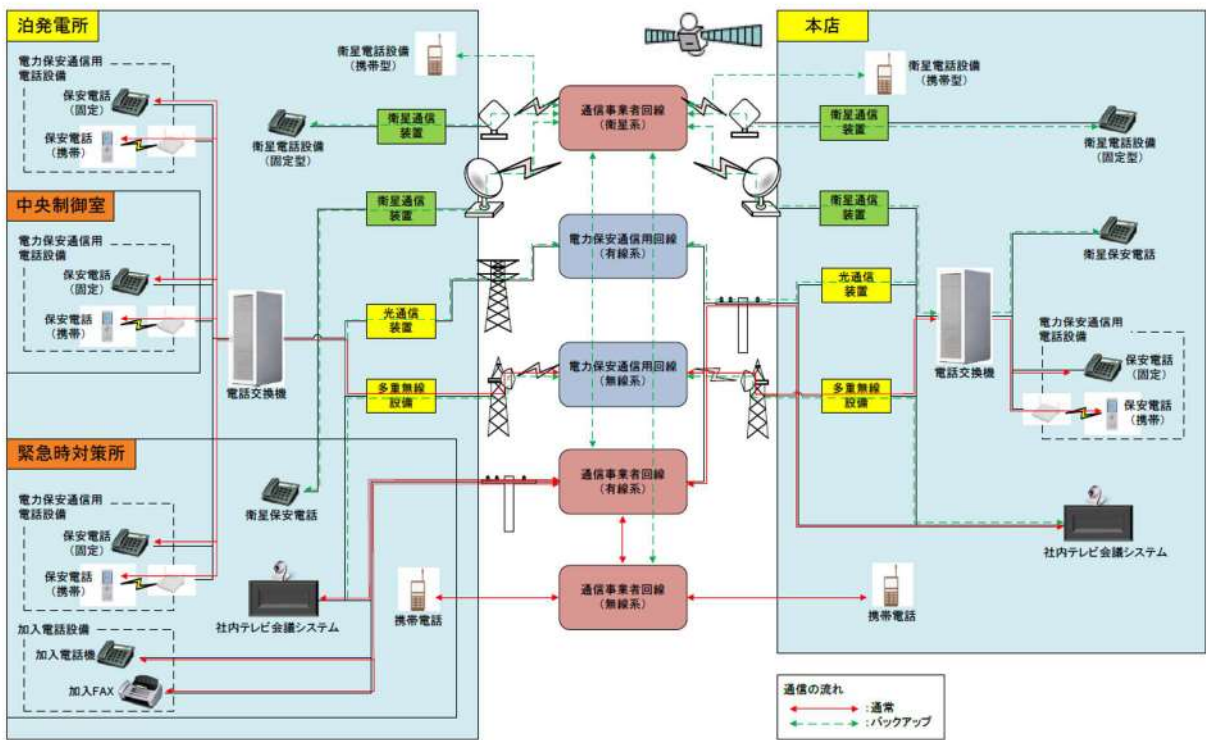 泊発電所
電力保安通信用
電話設備
保安電話
(固定)
保安電話
(携帯)
中央制御室
電力保安通信用
電話設備
保安電話
(固定)
保安電話
(携帯)
電話交換機
緊急時対策所
電力保安通信用
電話設備
保安電話
(固定)
保安電話
(携帯)
加入電話設備
加入電話機
加入FAX
衛星電話設備
(携帯型)
衛星電話設備
(固定型)
衛星通信
装置
衛星通信
装置
光通信
装置
多重無線
設備
衛星保安電話
社内テレビ会議システム
携帯電話
通信事業者回線
(衛星系)
電力保安通信用回線
(有線系)
電力保安通信用回線
(無線系)
通信事業者回線
(有線系)
通信事業者回線
(無線系)
本店
衛星電話設備
(携帯型)
衛星通信
装置
衛星電話設備
(固定型)
衛星通信
装置
衛星保安電話
光通信
装置
多重無線
設備
電話交換機
電力保安通信用
電話設備
保安電話
(固定)
保安電話
(携帯)
社内テレビ会議システム
携帯電話
通信の流れ
:通常
:バックアップ